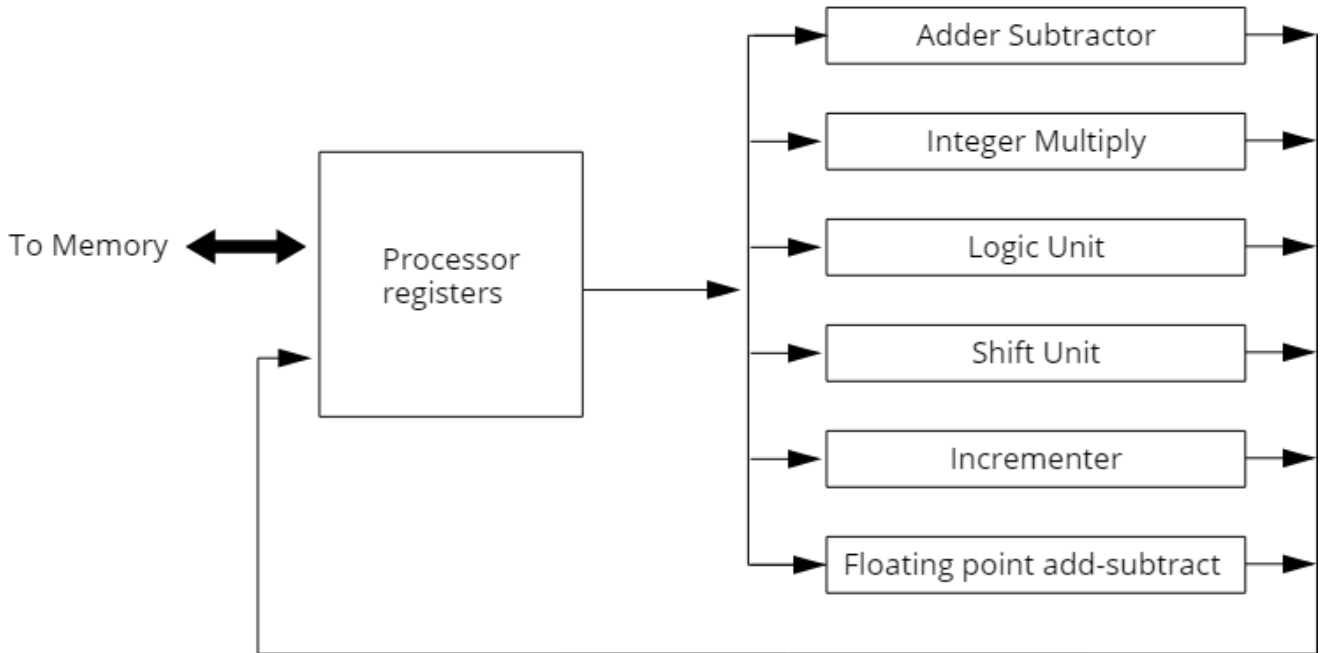 Adder Subtractor
Integer Multiply
To Memory
Processor
registers
Logic Unit
Shift Unit
Incrementer
Floating point add-subtract